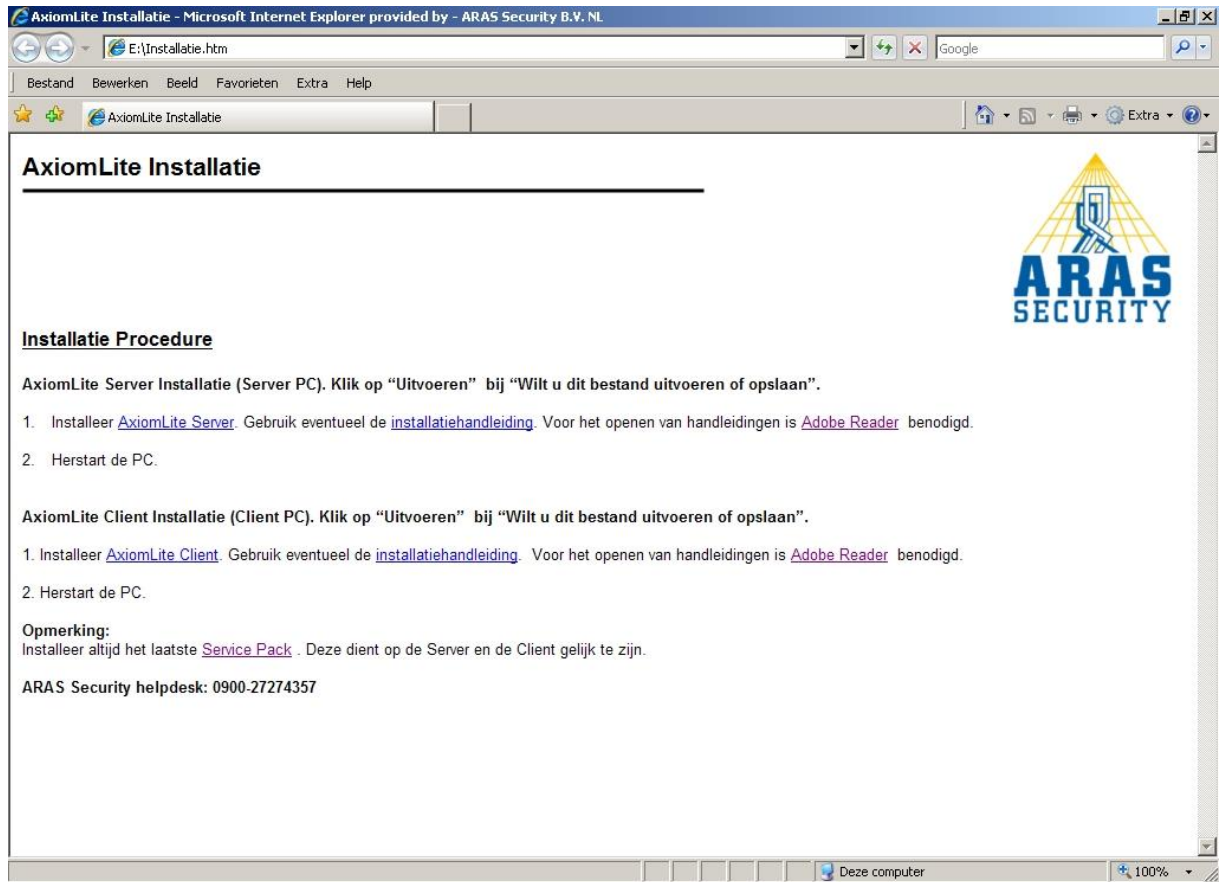 AxiomLite Installatie - Microsoft Internet Explorer provided by - ARAS Security B.V. NL
E:\Installatie.htm
Google
Bestand Bewerken Beeld Favorieten Extra Help
AxiomLite Installatie
Extra
AxiomLite Installatie
ARAS
SECURITY
Installatie Procedure
AxiomLite Server Installatie (Server PC). Klik op “Uitvoeren” bij “Wilt u dit bestand uitvoeren of opslaan”.
1. Installeer AxiomLite Server. Gebruik eventueel de installatiehandleiding. Voor het openen van handleidingen is Adobe Reader benodigd.
2. Herstart de PC.
AxiomLite Client Installatie (Client PC). Klik op “Uitvoeren” bij “Wilt u dit bestand uitvoeren of opslaan”.
1. Installeer AxiomLite Client. Gebruik eventueel de installatiehandleiding. Voor het openen van handleidingen is Adobe Reader benodigd.
2. Herstart de PC.
Opmerking:
Installeer altijd het laatste Service Pack . Deze dient op de Server en de Client gelijk te zijn.
ARAS Security helpdesk: 0900-27274357
Deze computer
100%